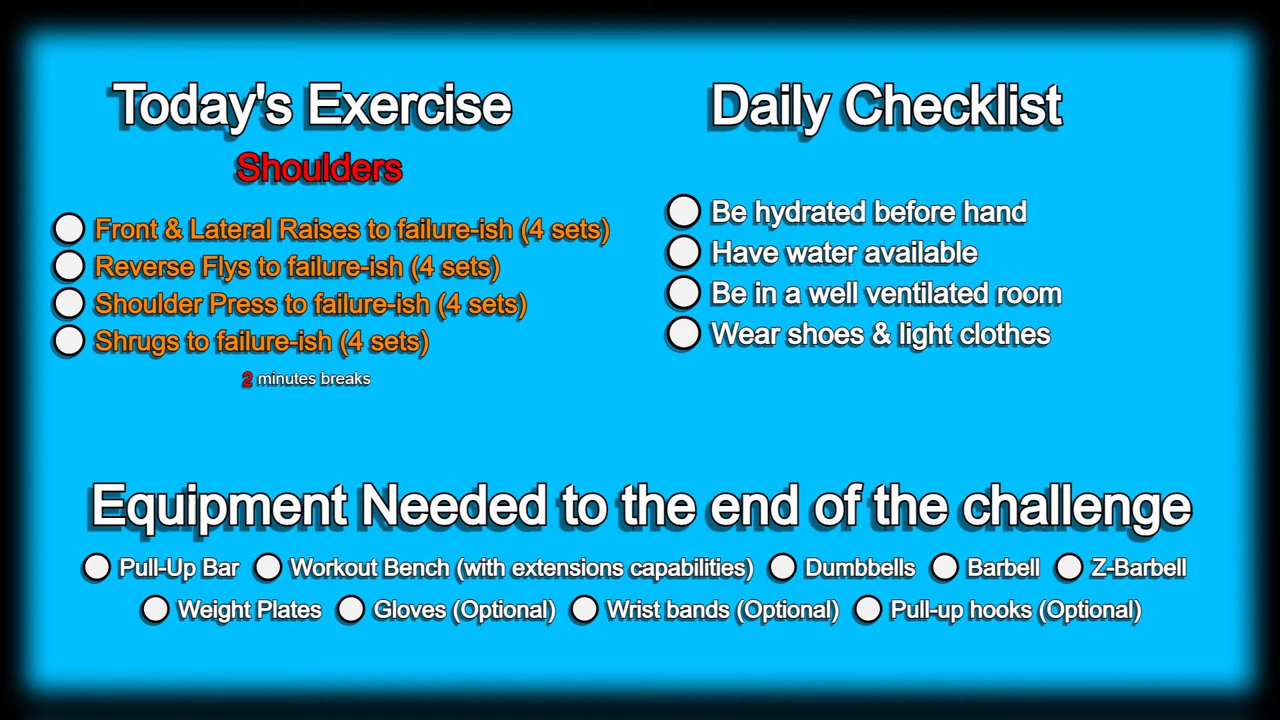 Today's Exercise
Shoulders
Front & Lateral Raises to failure-ish (4 sets)
Reverse Flys to failure-ish (4 sets)
Shoulder Press to failure-ish (4 sets)
Shrugs to failure-ish (4 sets)
2 minutes breaks
Daily Checklist
Be hydrated before hand
Have water available
Be in a well ventilated room
Wear shoes & light clothes
Equipment Needed to the end of the challenge
Pull-Up Bar Workout Bench (with extensions capabilities) Dumbbells Barbell Z-Barbell
Weight Plates Gloves (Optional) Wrist bands (Optional) Pull-up hooks (Optional)